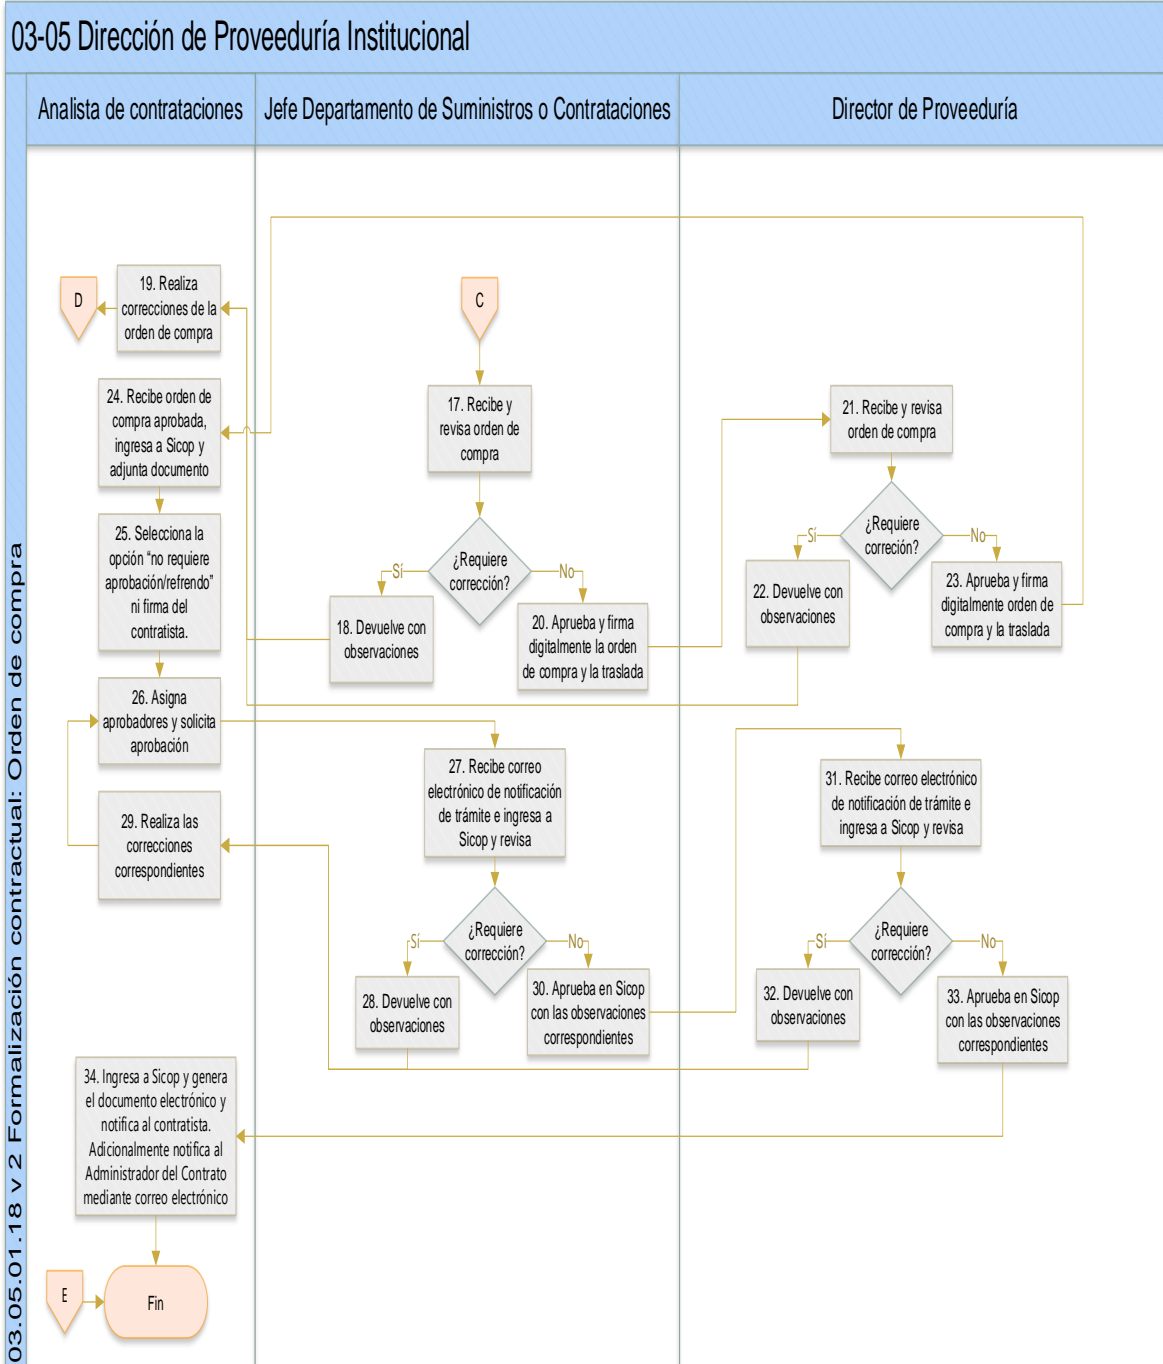 03-05 Dirección de Proveeduría Institucional
Analista de contrataciones
Jefe Departamento de Suministros o Contrataciones
Director de Proveeduría
03.05.01.18 v 2 Formalización contractual: Orden de compra
D
19. Realiza
correcciones de la
orden de compra
C
24. Recibe orden de
compra aprobada,
ingresa a Sicop y
adjunta documento
17. Recibe y
revisa orden de
compra
21. Recibe y revisa
orden de compra
25. Selecciona la
opción “no requiere
aprobación/refrendo”
ni firma del
contratista.
¿Requiere
corrección?
Sí
No
¿Requiere
correción?
Sí
No
18. Devuelve con
observaciones
20. Aprueba y firma
digitalmente la orden
de compra y la traslada
22. Devuelve con
observaciones
23. Aprueba y firma
digitalmente orden de
compra y la traslada
26. Asigna
aprobadores y solicita
aprobación
27. Recibe correo
electrónico de notificación
de trámite e ingresa a
Sicop y revisa
31. Recibe correo electrónico
de notificación de trámite e
ingresa a Sicop y revisa
29. Realiza las
correcciones
correspondientes
¿Requiere
corrección?
Sí
No
¿Requiere
corrección?
Sí
No
28. Devuelve con
observaciones
30. Aprueba en Sicop
con las observaciones
correspondientes
32. Devuelve con
observaciones
33. Aprueba en Sicop
con las observaciones
correspondientes
34. Ingresa a Sicop y genera
el documento electrónico y
notifica al contratista.
Adicionalmente notifica al
Administrador del Contrato
mediante correo electrónico
E
Fin